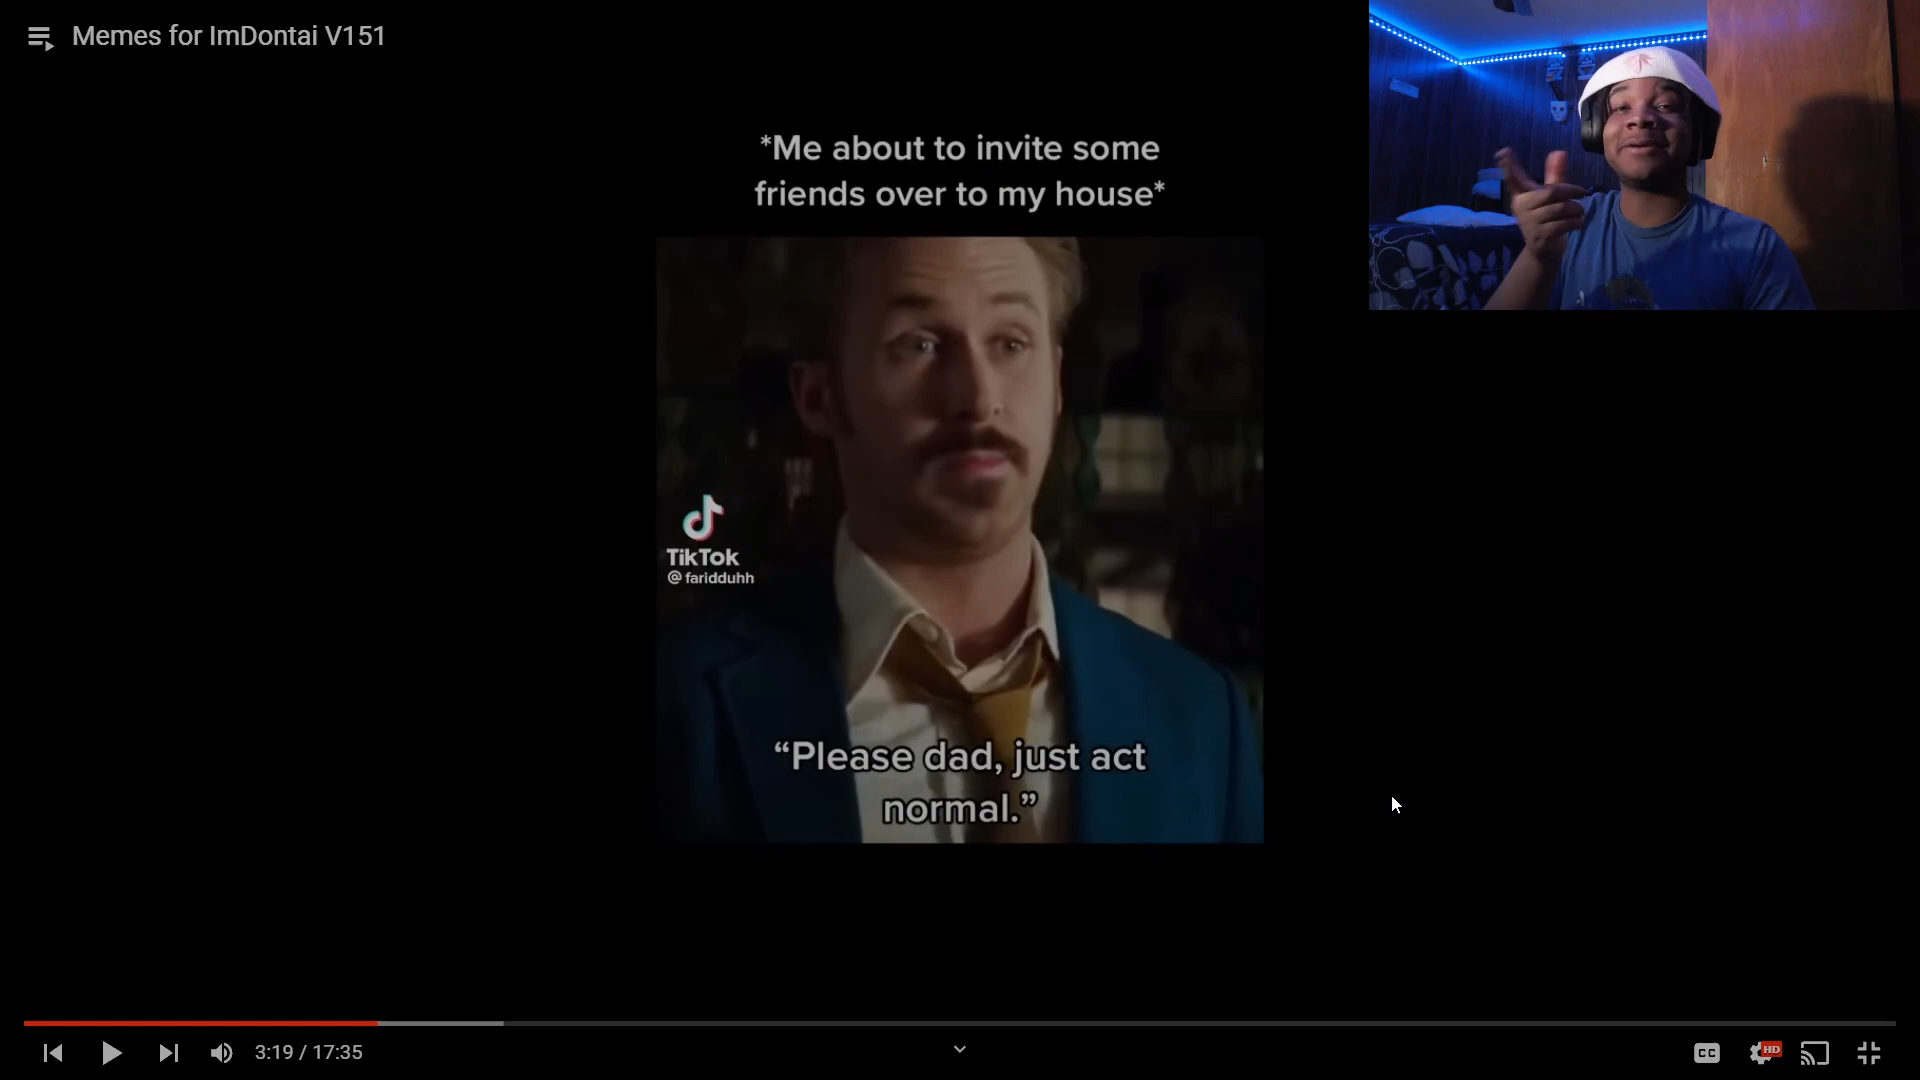 Memes for ImDontai V151
*Me about to invite some
friends over to my house*
TikTok
@faridduhh
“Please dad, just act
normal.”
3:19 / 17:35
CC
HD